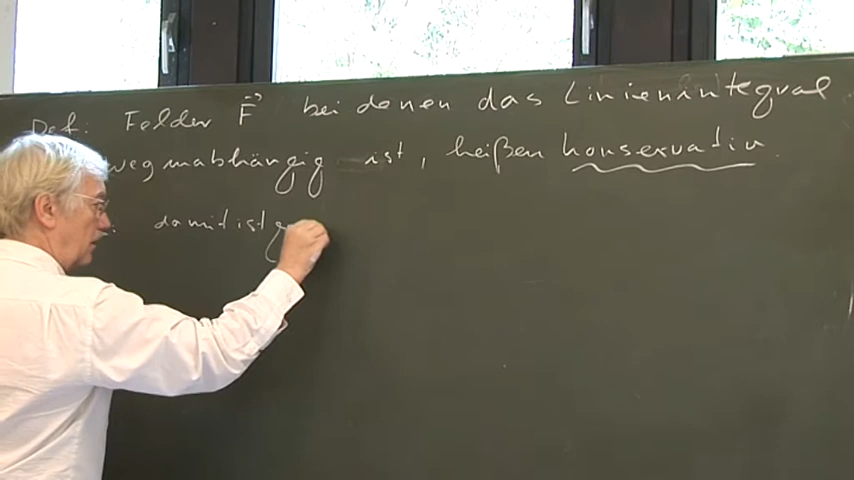 Def: Felder F⃗ bei denen das Linienintegral
wegunabhängig ist, heißen konservativ.
: damit ist g